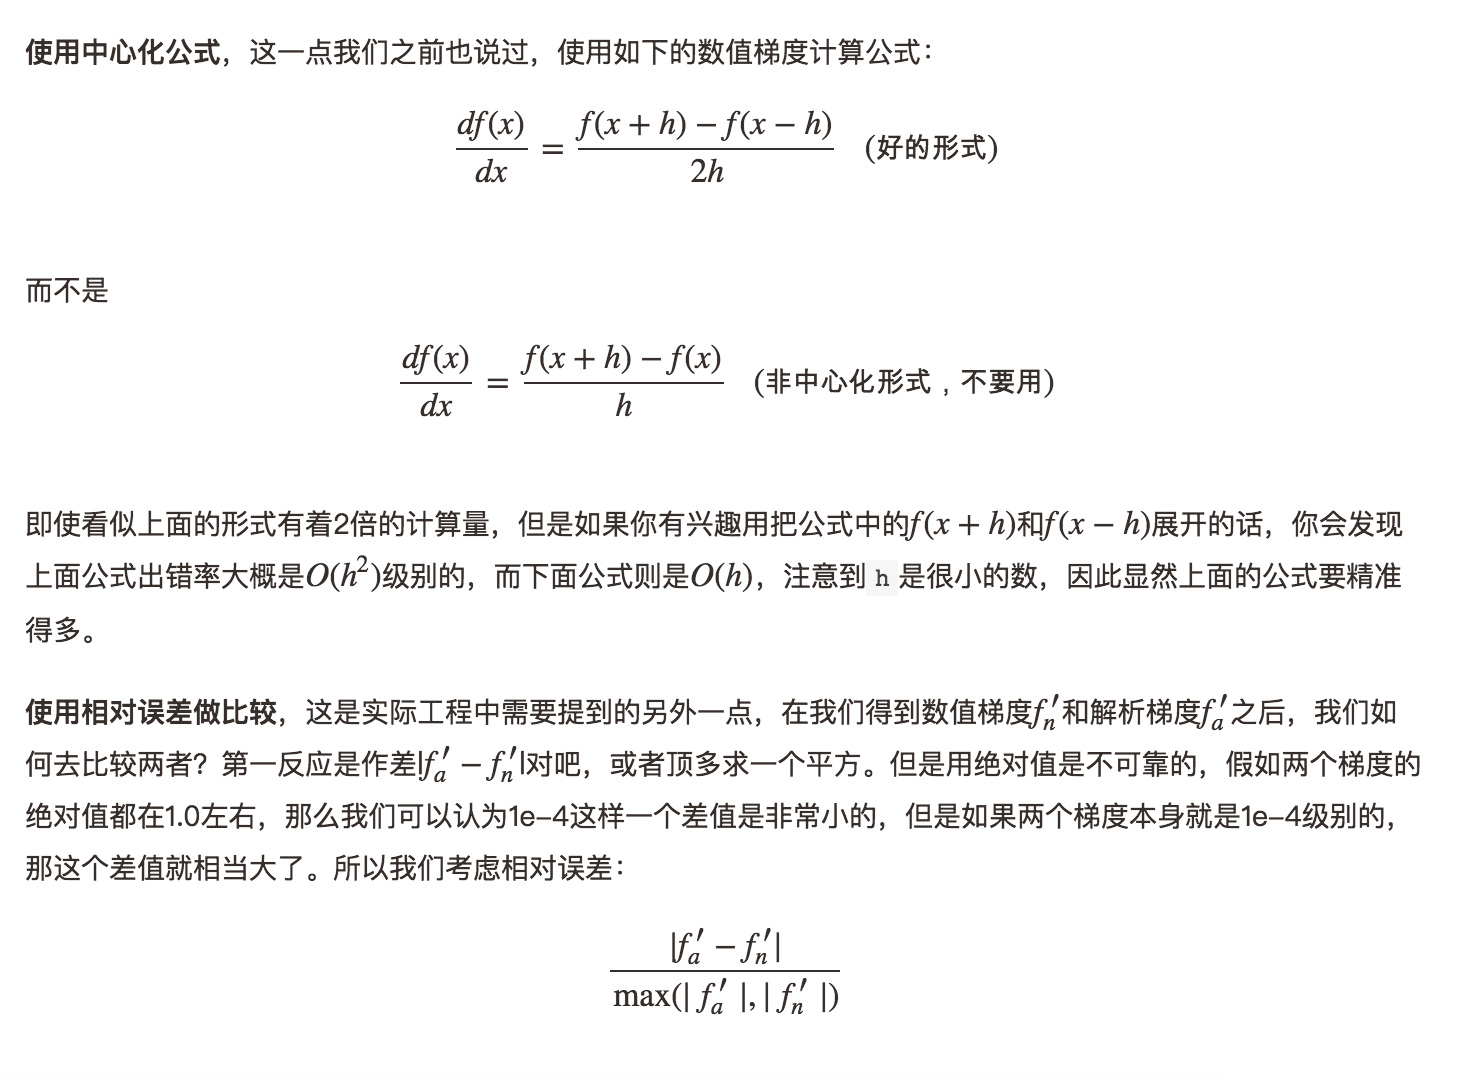 使用中心化公式，这一点我们之前也说过，使用如下的数值梯度计算公式：
df(x)/dx = (f(x + h) − f(x − h))/2h (好的形式)
而不是
df(x)/dx = (f(x + h) − f(x))/h (非中心化形式，不要用)
即使看似上面的形式有着2倍的计算量，但是如果你有兴趣用把公式中的f(x + h)和f(x − h)展开的话，你会发现
上面公式出错率大概是O(h²)级别的，而下面公式则是O(h)，注意到 h 是很小的数，因此显然上面的公式要精准
得多。
使用相对误差做比较，这是实际工程中需要提到的另外一点，在我们得到数值梯度f′ₙ和解析梯度f′ₐ之后，我们如
何去比较两者？第一反应是作差|f′ₐ − f′ₙ|对吧，或者顶多求一个平方。但是用绝对值是不可靠的，假如两个梯度的
绝对值都在1.0左右，那么我们可以认为1e−4这样一个差值是非常小的，但是如果两个梯度本身就是1e−4级别的，
那这个差值就相当大了。所以我们考虑相对误差：
|f′ₐ − f′ₙ|
max(| f′ₐ |, | f′ₙ |)